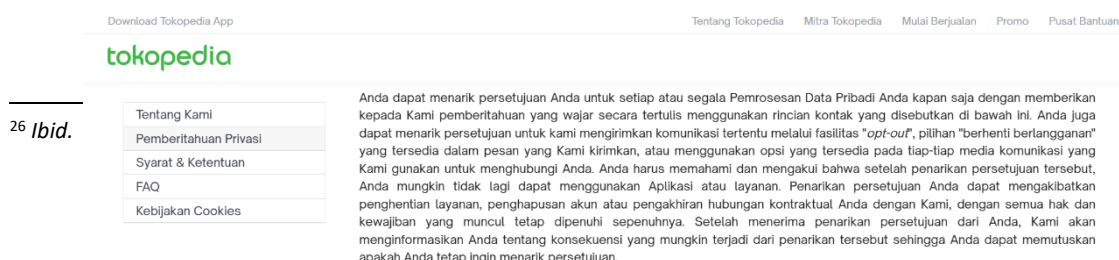 Download Tokopedia App
Tentang Tokopedia Mitra Tokopedia Mulai Berjualan Promo Pusat Bantuan
tokopedia
26 Ibid.
Tentang Kami
Pemberitahuan Privasi
Syarat & Ketentuan
FAQ
Kebijakan Cookies
Anda dapat menarik persetujuan Anda untuk setiap atau segala Pemrosesan Data Pribadi Anda kapan saja dengan memberikan
kepada Kami pemberitahuan yang wajar secara tertulis menggunakan rincian kontak yang disebutkan di bawah ini. Anda juga
dapat menarik persetujuan untuk kami mengirimkan komunikasi tertentu melalui fasilitas "opt-out", pilihan "berhenti berlangganan"
yang tersedia dalam pesan yang Kami kirimkan, atau menggunakan opsi yang tersedia pada tiap-tiap media komunikasi yang
Kami gunakan untuk menghubungi Anda. Anda harus memahami dan mengakui bahwa setelah penarikan persetujuan tersebut,
Anda mungkin tidak lagi dapat menggunakan Aplikasi atau layanan. Penarikan persetujuan Anda dapat mengakibatkan
penghentian layanan, penghapusan akun atau pengakhiran hubungan kontraktual Anda dengan Kami, dengan semua hak dan
kewajiban yang muncul tetap dipenuhi sepenuhnya. Setelah menerima penarikan persetujuan dari Anda, Kami akan
menginformasikan Anda tentang konsekuensi yang mungkin terjadi dari penarikan tersebut sehingga Anda dapat memutuskan
apakah Anda tetap ingin menarik persetujuan.